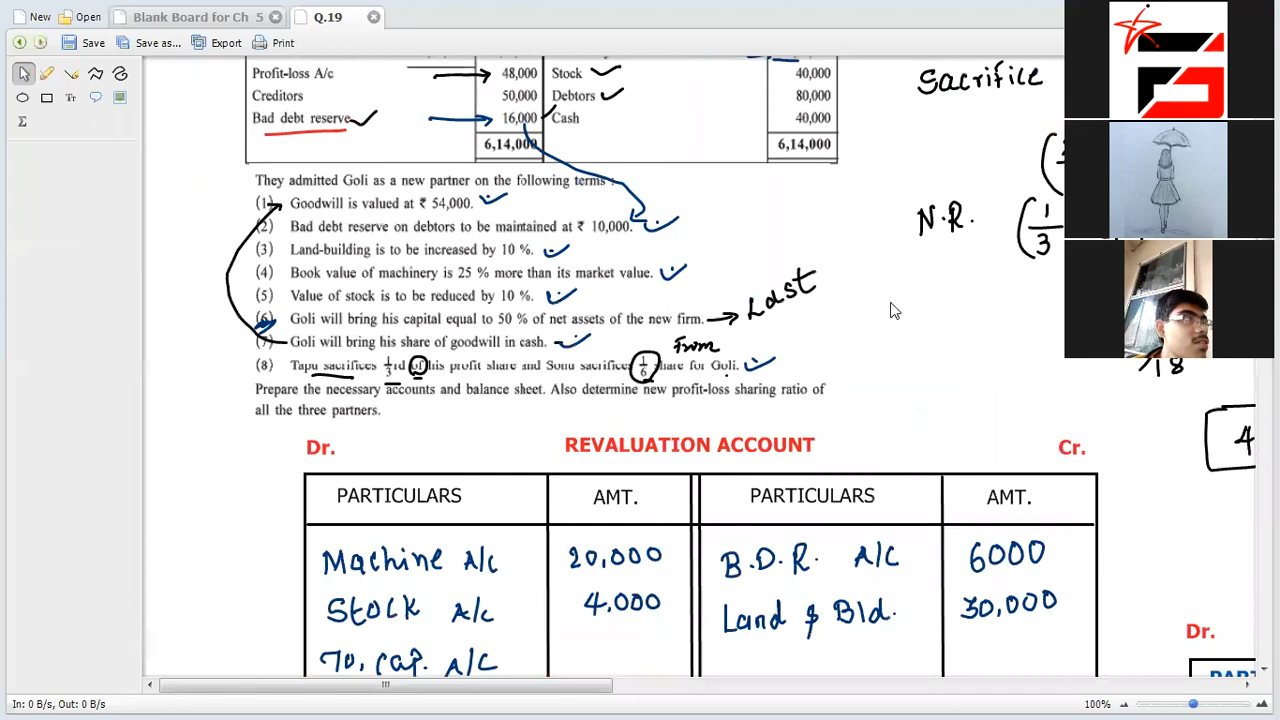 New Open Blank Board for Ch 5 Q.19
Save Save as... Export Print
Profit-loss A/c 48,000 Stock 40,000
Creditors 50,000 Debtors 80,000
Bad debt reserve 16,000 Cash 40,000
6,14,000 6,14,000
They admitted Goli as a new partner on the following terms :
(1) Goodwill is valued at ₹ 54,000.
(2) Bad debt reserve on debtors to be maintained at ₹ 10,000.
(3) Land-building is to be increased by 10 %.
(4) Book value of machinery is 25 % more than its market value.
(5) Value of stock is to be reduced by 10 %.
(6) Goli will bring his capital equal to 50 % of net assets of the new firm. Last
(7) Goli will bring his share of goodwill in cash.
From
(8) Tapu sacrifices 1/3 rd of his profit share and Sonu sacrifices 1/6 share for Goli.
Prepare the necessary accounts and balance sheet. Also determine new profit-loss sharing ratio of
all the three partners.
Sacrifice
N.R. (1/3
18
4
Dr. REVALUATION ACCOUNT Cr.
PARTICULARS AMT. PARTICULARS AMT.
Machine A/c 20,000 B.D.R. A/C 6000
Stock A/c 4,000 Land & Bld. 30,000
To, Cap. A/c
Dr.
In: 0 B/s, Out: 0 B/s 100%